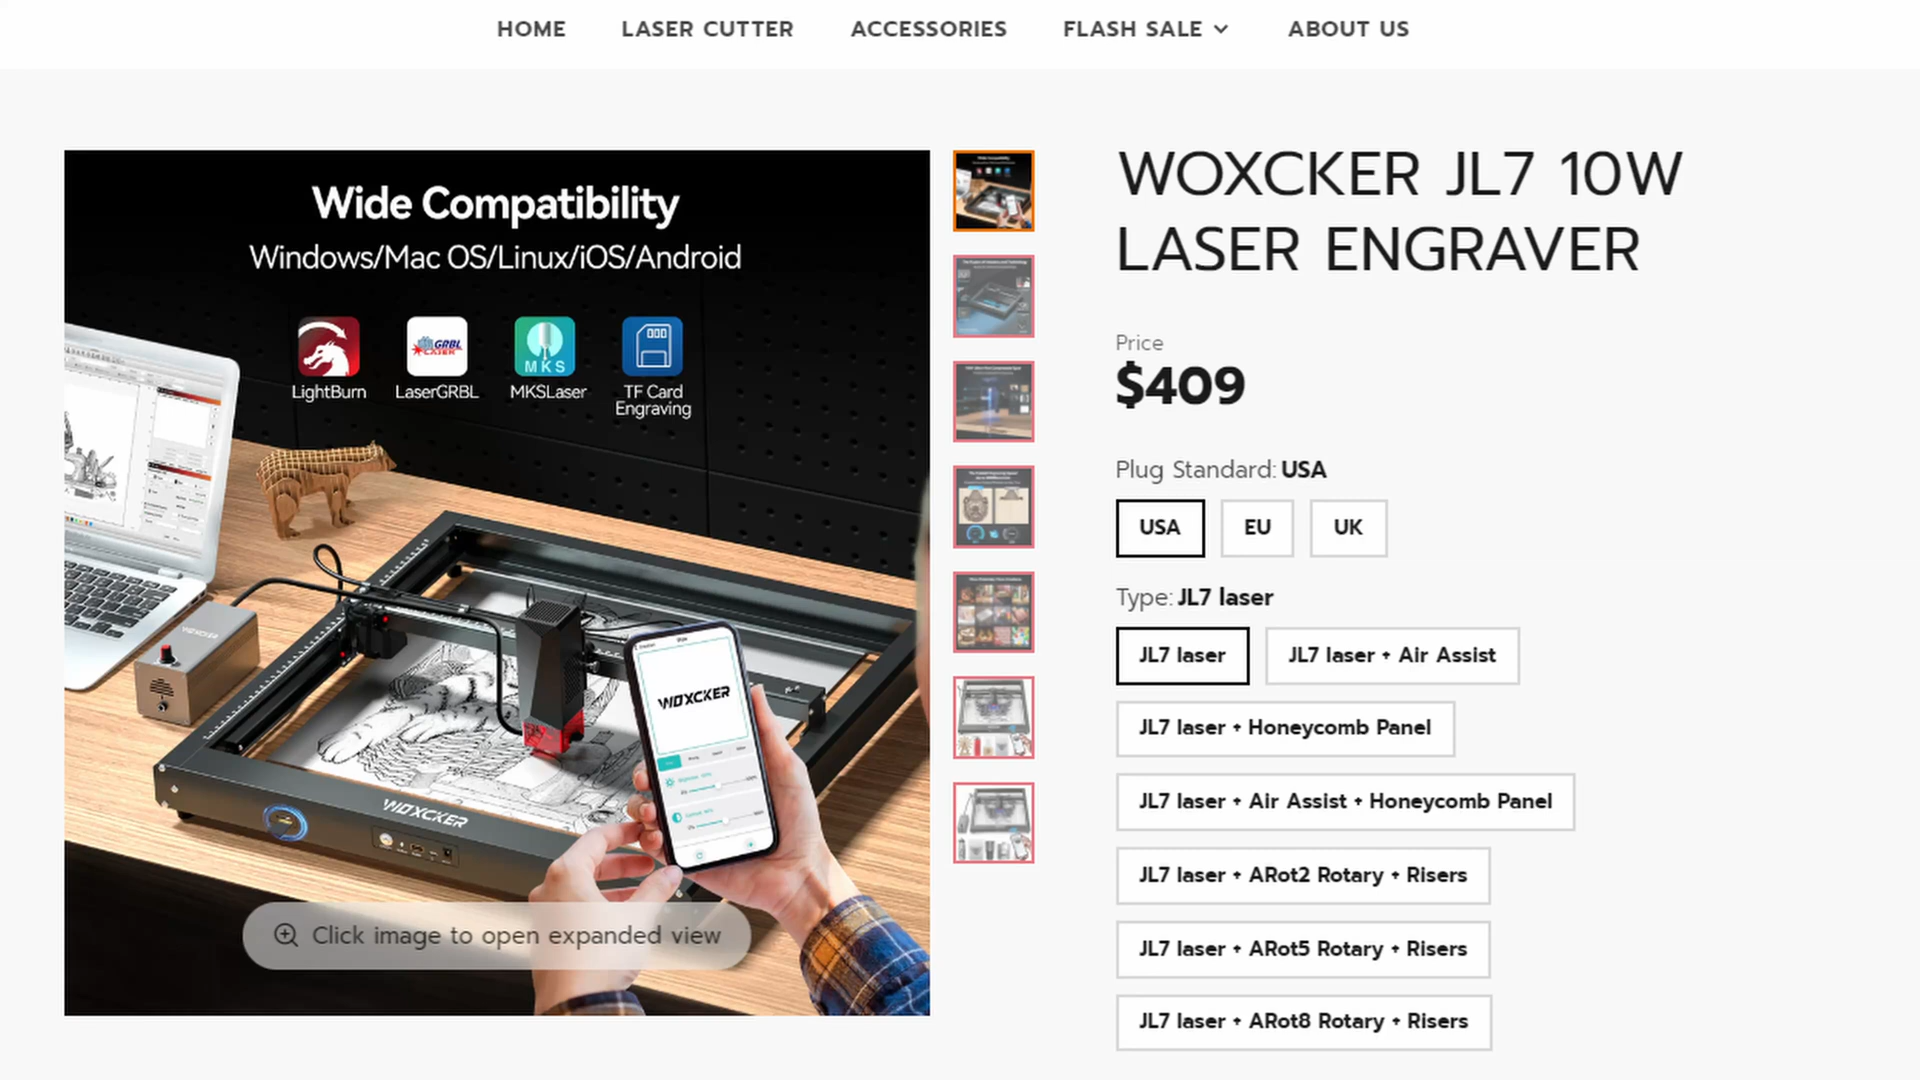 HOME LASER CUTTER ACCESSORIES FLASH SALE ABOUT US
Wide Compatibility
Windows/Mac OS/Linux/iOS/Android
GRBL
LASER
MKS
LightBurn LaserGRBL MKSLaser TF Card
Engraving
WOXCKER
WOXCKER
WOXCKER
Click image to open expanded view
WOXCKER JL7 10W
LASER ENGRAVER
Price
$409
Plug Standard: USA
USA EU UK
Type: JL7 laser
JL7 laser JL7 laser + Air Assist
JL7 laser + Honeycomb Panel
JL7 laser + Air Assist + Honeycomb Panel
JL7 laser + ARot2 Rotary + Risers
JL7 laser + ARot5 Rotary + Risers
JL7 laser + ARot8 Rotary + Risers